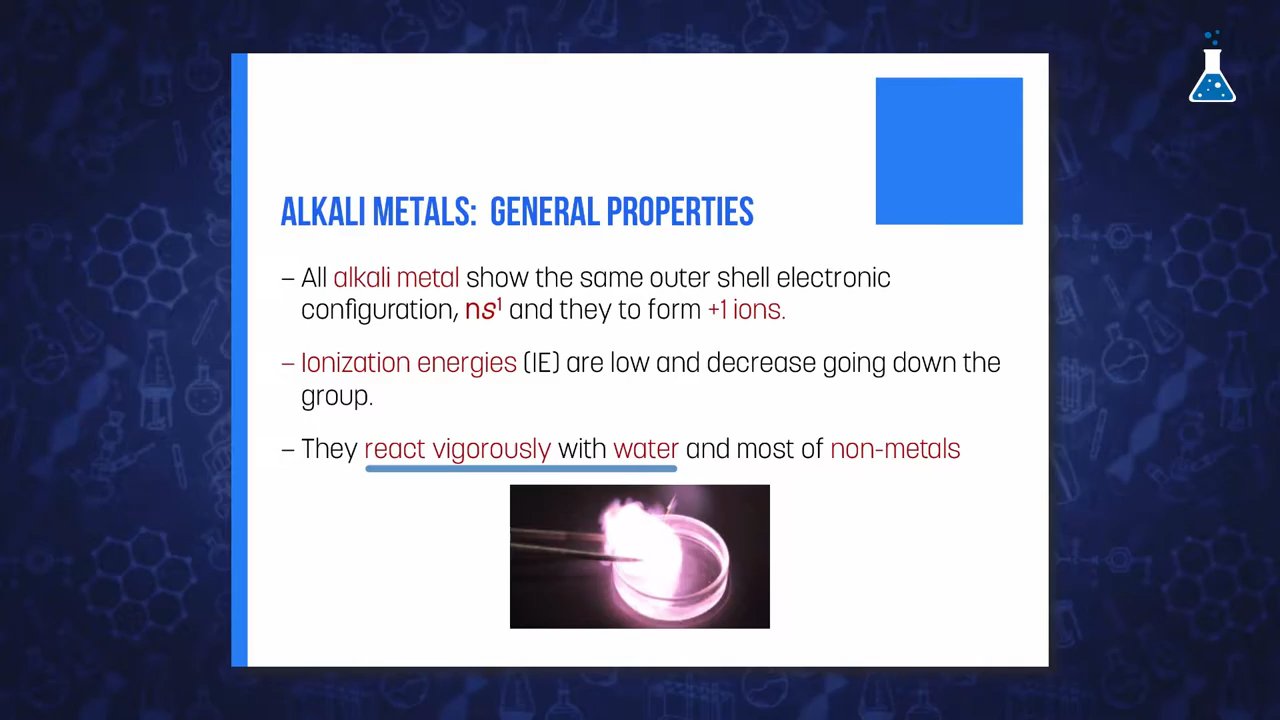 ALKALI METALS: GENERAL PROPERTIES
– All alkali metal show the same outer shell electronic
configuration, ns¹ and they to form +1 ions.
– Ionization energies (IE) are low and decrease going down the
group.
– They react vigorously with water and most of non-metals